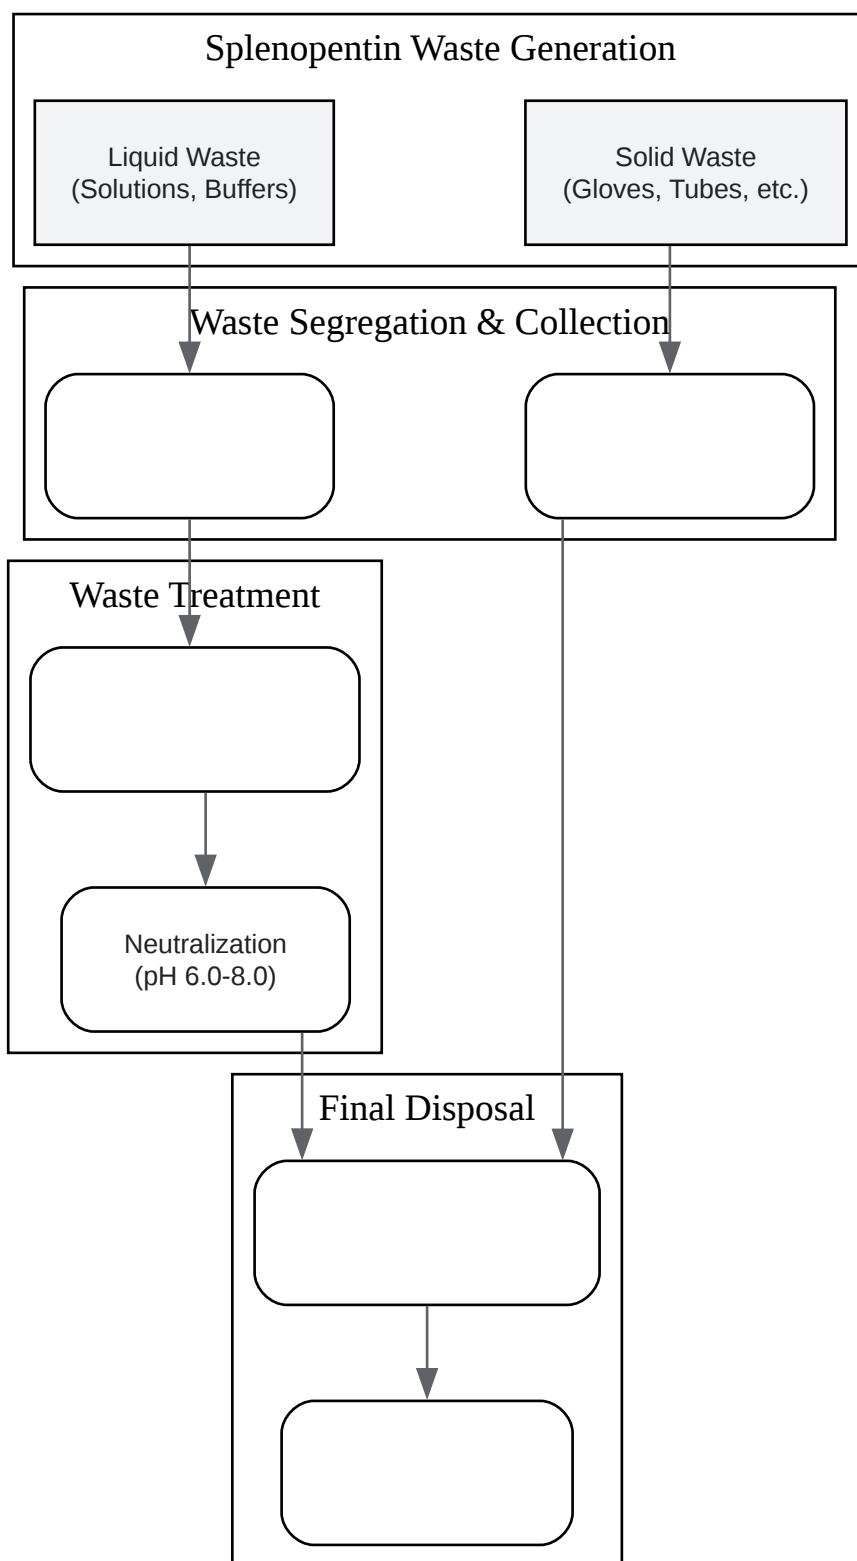 Splenopentin Waste Generation
Liquid Waste
(Solutions, Buffers)
Solid Waste
(Gloves, Tubes, etc.)
Waste Segregation & Collection
Waste Treatment
Neutralization
(pH 6.0-8.0)
Final Disposal